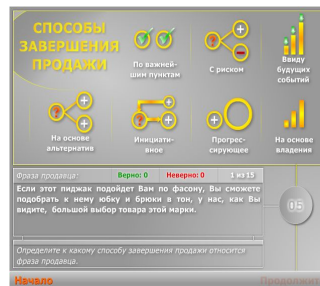 СПОСОБЫ
ЗАВЕРШЕНИЯ
ПРОДАЖИ
По важней-
шим пунктам
С риском
Ввиду
будущих
событий
На основе
альтернатив
Инициати-
вное
Прогрес-
сирующее
На основе
владения
Фраза продавца:
Верно: 0
Неверно: 0
1 из 15
Если этот пиджак подойдет Вам по фасону, Вы сможете
подобрать к нему юбку и брюки в тон, у нас, как Вы
видите, большой выбор товара этой марки.
05
Определите к какому способу завершения продажи относится
фраза продавца.
Начало
Продолжить